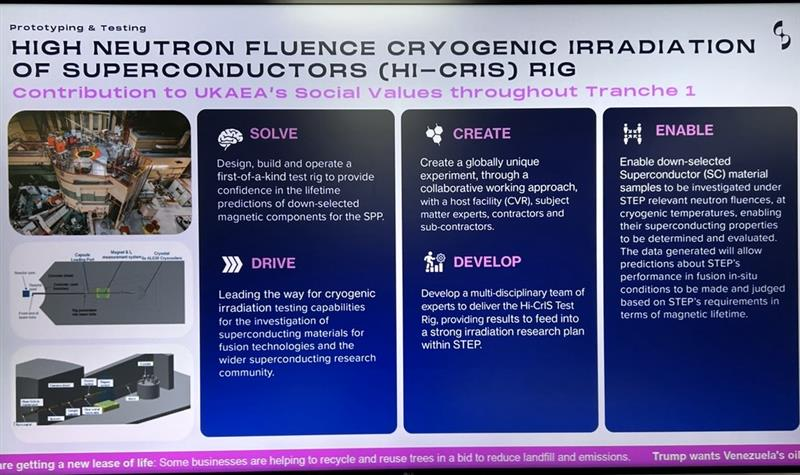 Prototyping & Testing
HIGH NEUTRON FLUENCE CRYOGENIC IRRADIATION
OF SUPERCONDUCTORS (HI-CRIS) RIG
Contribution to UKAEA's Social Values throughout Tranche 1
SOLVE
Design, build and operate a
first-of-a-kind test rig to provide
confidence in the lifetime
predictions of down-selected
magnetic components for the SPP.
CREATE
Create a globally unique
experiment, through a
collaborative working approach,
with a host facility (CVR), subject
matter experts, contractors and
sub-contractors.
ENABLE
Enable down-selected
Superconductor (SC) material
samples to be investigated under
STEP relevant neutron fluences, at
cryogenic temperatures, enabling
their superconducting properties
to be determined and evaluated.
The data generated will allow
predictions about STEP's
performance in fusion in-situ
conditions to be made and judged
based on STEP's requirements in
terms of magnetic lifetime.
Capsule
Loading Port
Magnet &
measurement system
Cryostat
DRIVE
Leading the way for cryogenic
irradiation testing capabilities
for the investigation of
superconducting materials for
fusion technologies and the
wider superconducting research
community.
DEVELOP
Develop a multi-disciplinary team of
experts to deliver the Hi-CrIS Test
Rig, providing results to feed into
a strong irradiation research plan
within STEP.
are getting a new lease of life: Some businesses are helping to recycle and reuse trees in a bid to reduce landfill and emissions. Trump wants Venezuela's oil